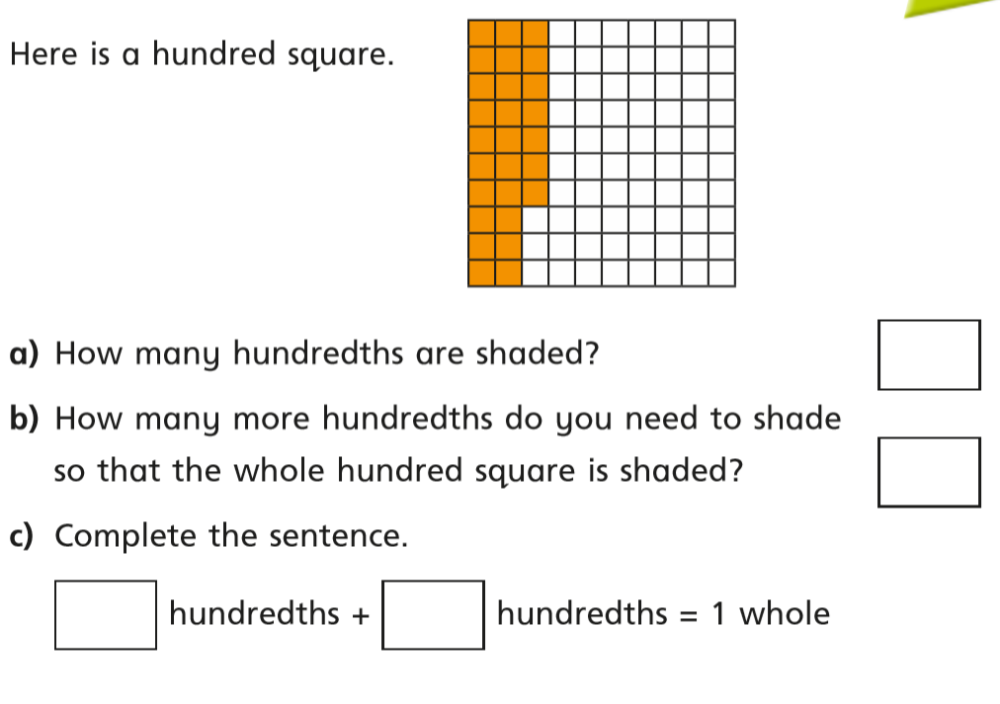 Here is a hundred square.
a) How many hundredths are shaded?
b) How many more hundredths do you need to shade
so that the whole hundred square is shaded?
c) Complete the sentence.
hundredths + hundredths = 1 whole